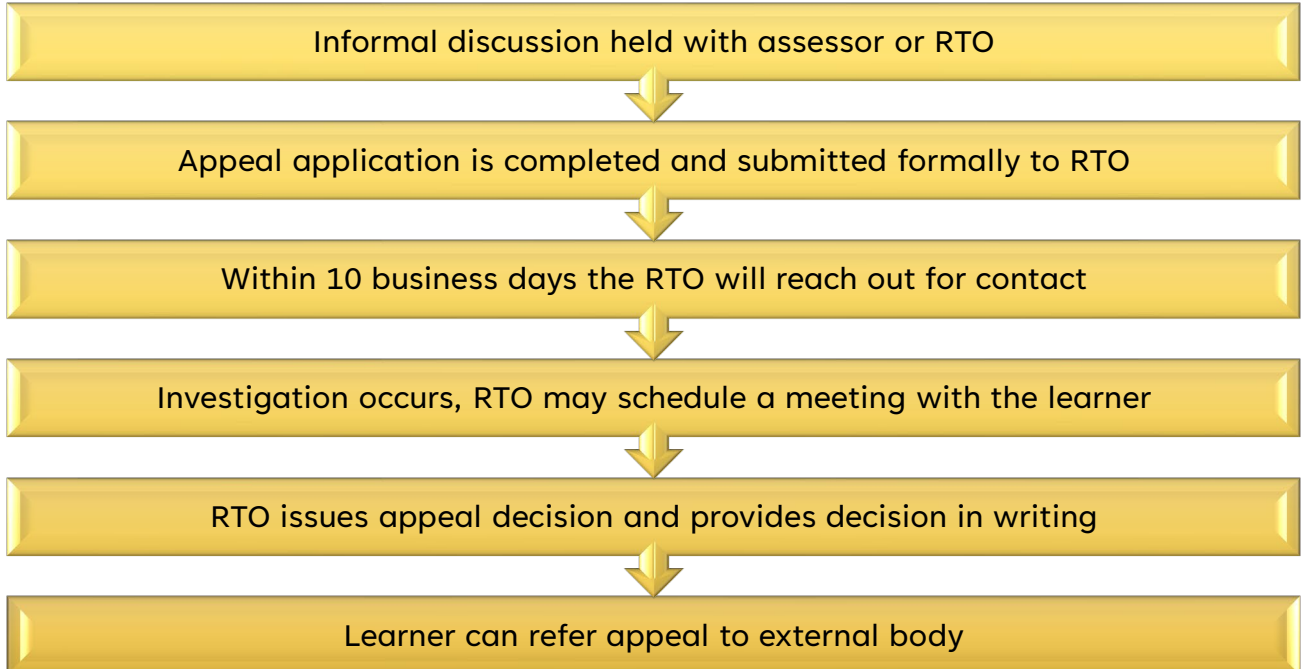 Informal discussion held with assessor or RTO
Appeal application is completed and submitted formally to RTO
Within 10 business days the RTO will reach out for contact
Investigation occurs, RTO may schedule a meeting with the learner
RTO issues appeal decision and provides decision in writing
Learner can refer appeal to external body